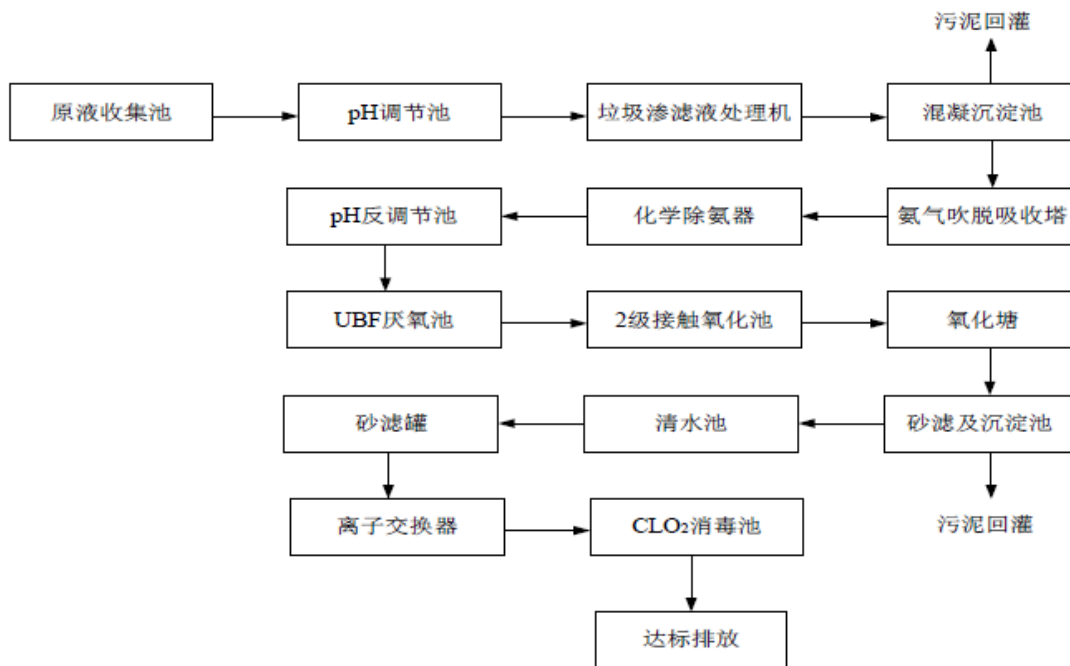 污泥回灌
原液收集池
pH调节池
垃圾渗滤液处理机
混凝沉淀池
pH反调节池
化学除氨器
氨气吹脱吸收塔
UBF厌氧池
2级接触氧化池
氧化塘
砂滤罐
清水池
砂滤及沉淀池
离子交换器
CLO₂消毒池
污泥回灌
达标排放